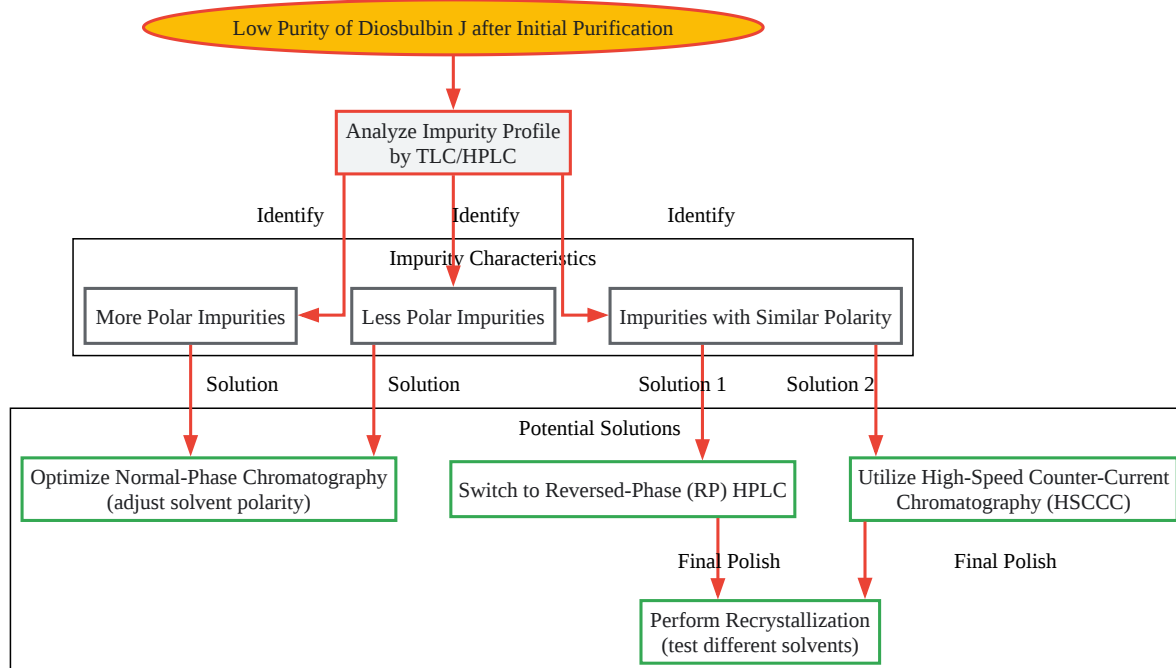 Low Purity of Diosbulbin J after Initial Purification
Analyze Impurity Profile
by TLC/HPLC
Identify
Identify
Identify
Impurity Characteristics
More Polar Impurities
Less Polar Impurities
Impurities with Similar Polarity
Solution
Solution
Solution 1
Solution 2
Potential Solutions
Optimize Normal-Phase Chromatography
(adjust solvent polarity)
Switch to Reversed-Phase (RP) HPLC
Utilize High-Speed Counter-Current
Chromatography (HSCCC)
Final Polish
Final Polish
Perform Recrystallization
(test different solvents)